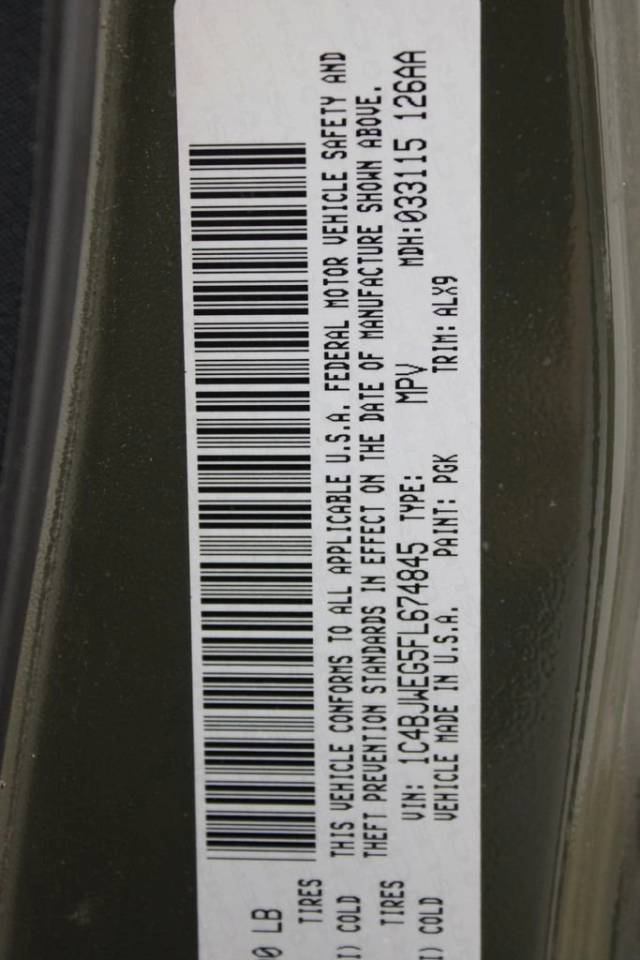 THIS VEHICLE CONFORMS TO ALL APPLICABLE U.S.A. FEDERAL MOTOR VEHICLE SAFETY AND
THEFT PREVENTION STANDARDS IN EFFECT ON THE DATE OF MANUFACTURE SHOWN ABOVE.
VIN: 1C4BJWEG5FL674845 TYPE: MPV MDH:033115 126AA
VEHICLE MADE IN U.S.A. PAINT: PGK TRIM: ALX9
0 LB
TIRES
I) COLD
TIRES
I) COLD